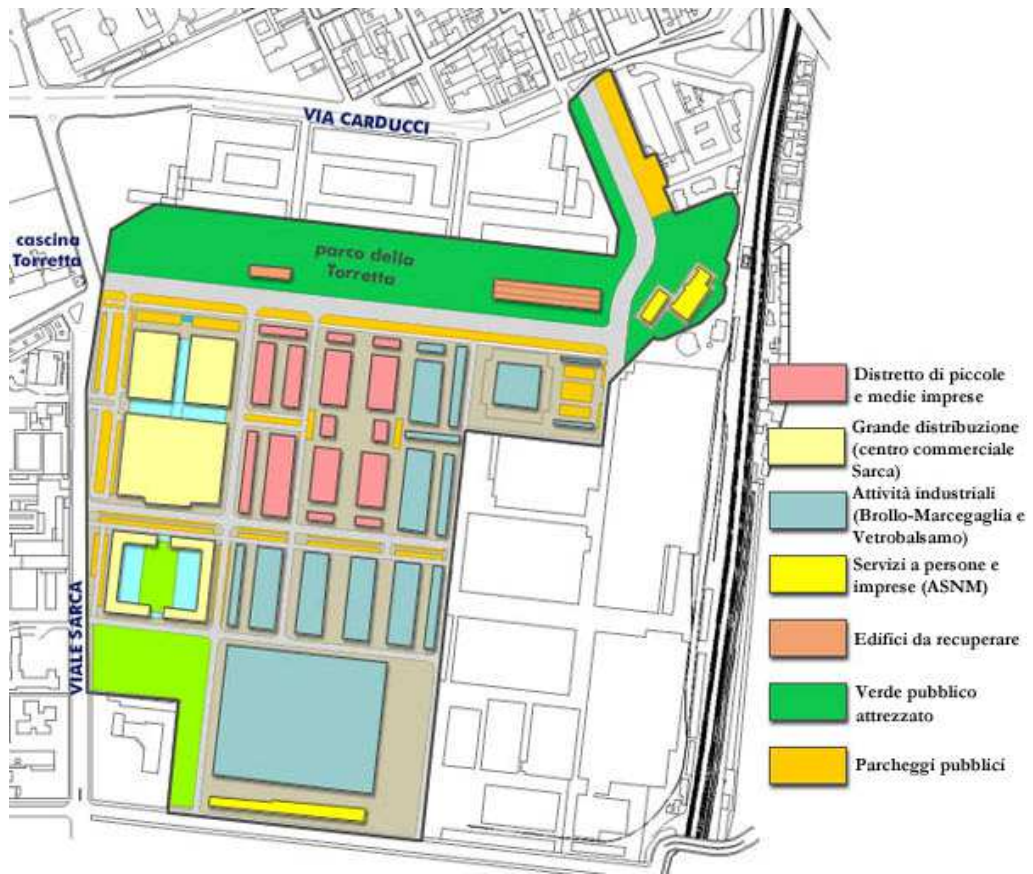 VIA CARDUCCI
cascina
Torretta
parco della
Torretta
VIALE SARCA
Distretto di piccole
e medie imprese
Grande distribuzione
(centro commerciale
Sarca)
Attività industriali
(Brollo-Marcegaglia e
Vetrobalsamo)
Servizi a persone e
imprese (ASNM)
Edifici da recuperare
Verde pubblico
attrezzato
Parcheggi pubblici